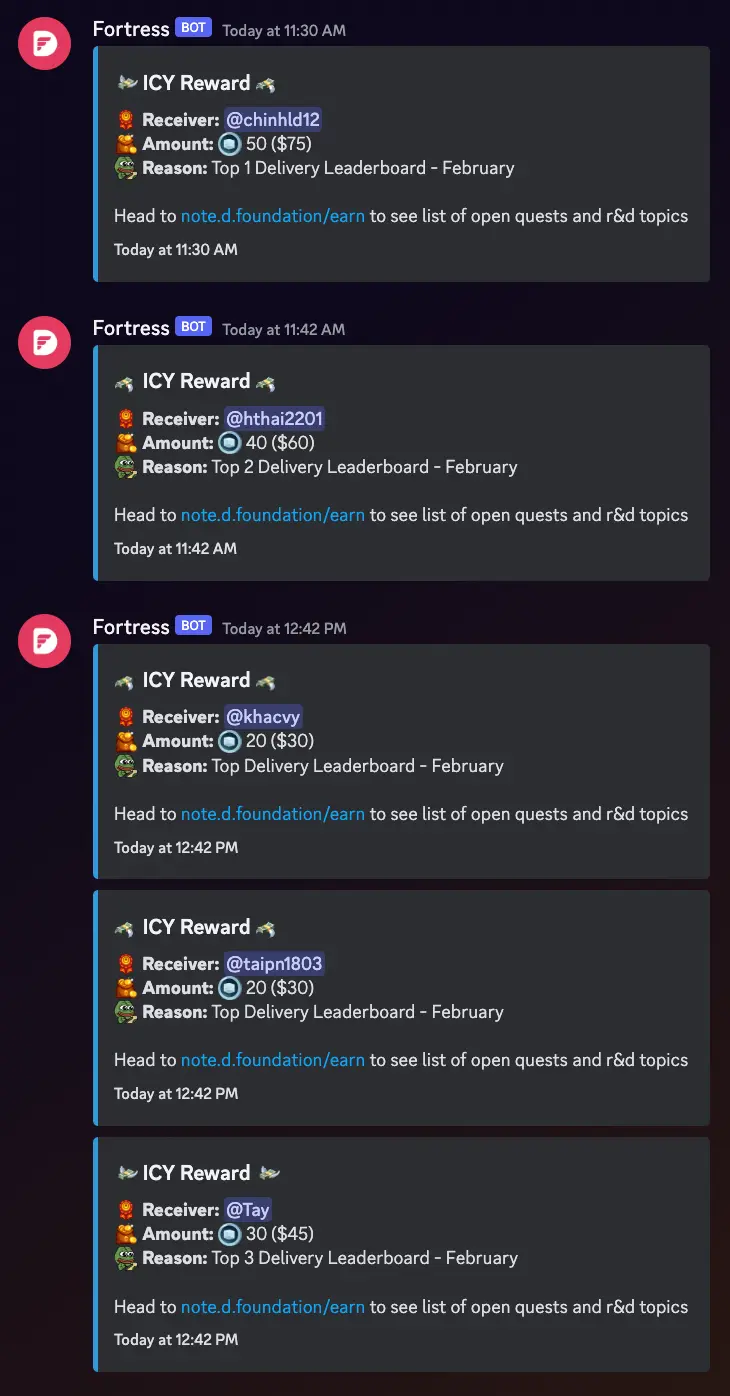 Fortress BOT Today at 11:30 AM
ICY Reward
Receiver: @chinhld12
Amount: 50 ($75)
Reason: Top 1 Delivery Leaderboard - February
Head to note.d.foundation/earn to see list of open quests and r&d topics
Today at 11:30 AM
Fortress BOT Today at 11:42 AM
ICY Reward
Receiver: @hthai2201
Amount: 40 ($60)
Reason: Top 2 Delivery Leaderboard - February
Head to note.d.foundation/earn to see list of open quests and r&d topics
Today at 11:42 AM
Fortress BOT Today at 12:42 PM
ICY Reward
Receiver: @khacvy
Amount: 20 ($30)
Reason: Top Delivery Leaderboard - February
Head to note.d.foundation/earn to see list of open quests and r&d topics
Today at 12:42 PM
ICY Reward
Receiver: @taipn1803
Amount: 20 ($30)
Reason: Top Delivery Leaderboard - February
Head to note.d.foundation/earn to see list of open quests and r&d topics
Today at 12:42 PM
ICY Reward
Receiver: @Tay
Amount: 30 ($45)
Reason: Top 3 Delivery Leaderboard - February
Head to note.d.foundation/earn to see list of open quests and r&d topics
Today at 12:42 PM